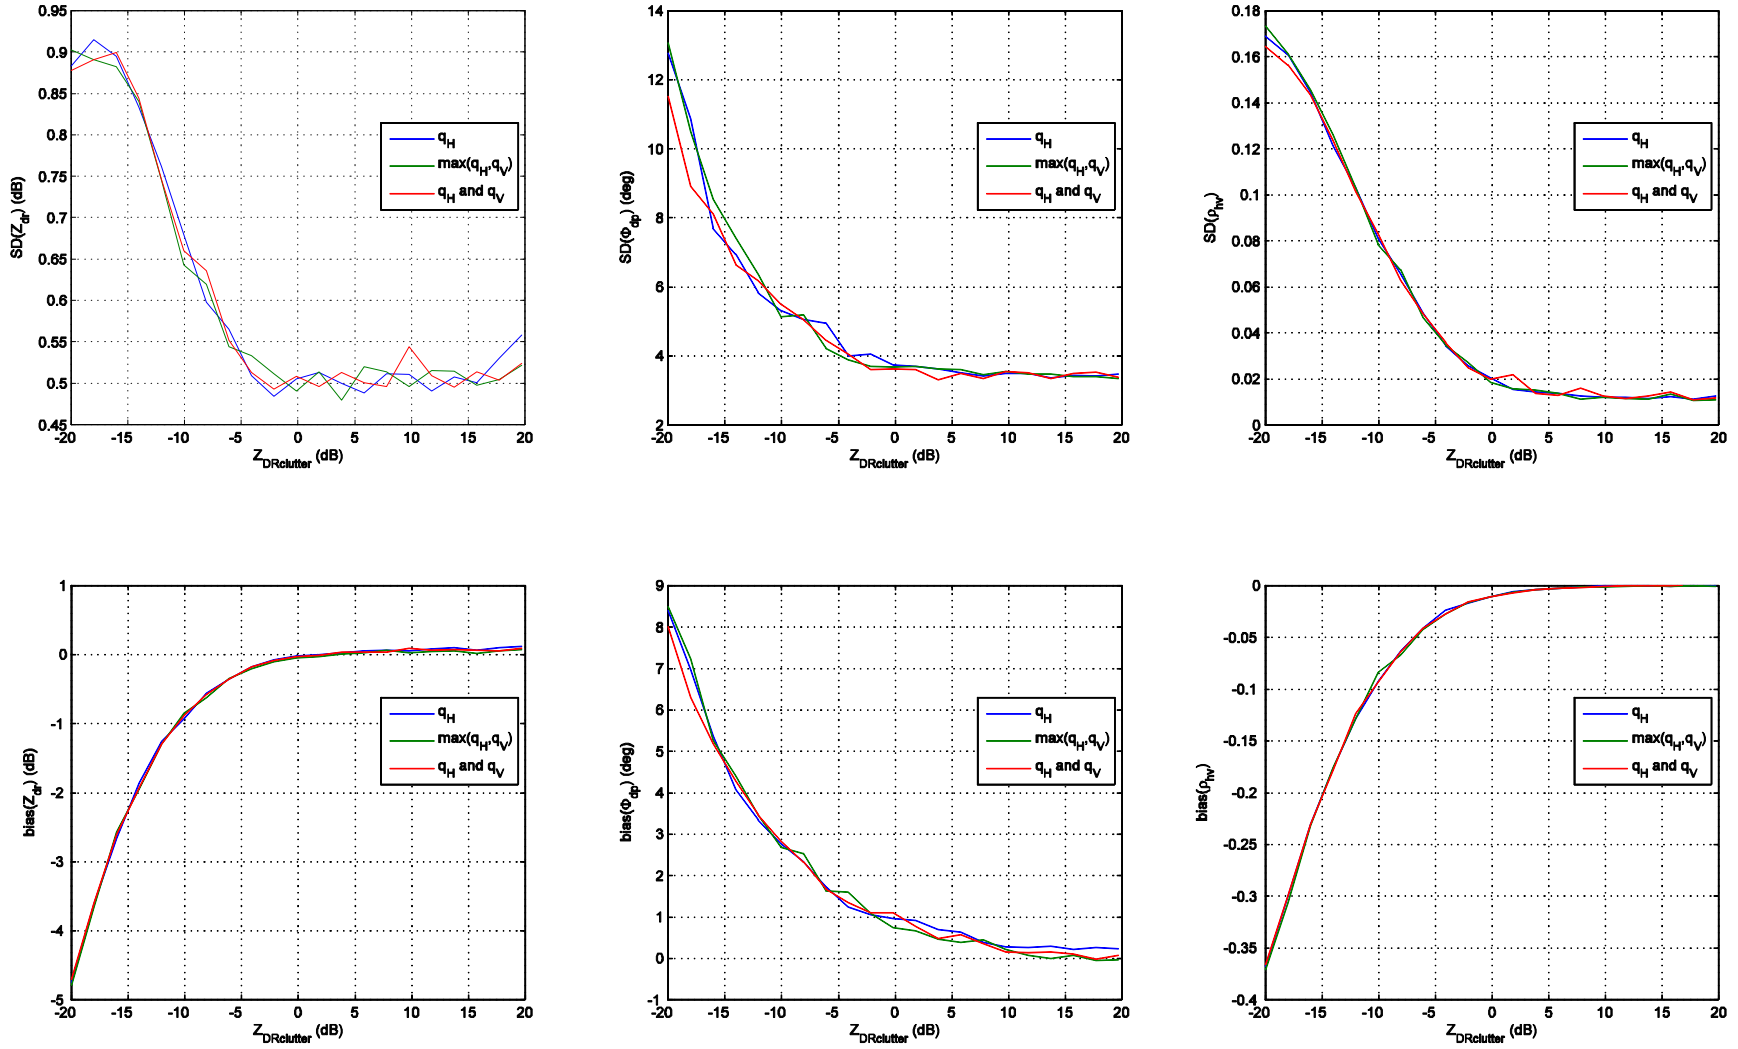 0.95
0.9
0.85
0.8
0.75
0.7
0.65
0.6
0.55
0.5
0.45
-20 -15 -10 -5 0 5 10 15 20
SD(Zdr) (dB)
ZDRclutter (dB)
qH
max(qH,qV)
qH and qV
14
12
10
8
6
4
2
-20 -15 -10 -5 0 5 10 15 20
SD(Φdp) (deg)
ZDRclutter (dB)
qH
max(qH,qV)
qH and qV
0.18
0.16
0.14
0.12
0.1
0.08
0.06
0.04
0.02
0
-20 -15 -10 -5 0 5 10 15 20
SD(ρhv)
ZDRclutter (dB)
qH
max(qH,qV)
qH and qV
1
0
-1
-2
-3
-4
-5
-20 -15 -10 -5 0 5 10 15 20
bias(Zdr) (dB)
ZDRclutter (dB)
qH
max(qH,qV)
qH and qV
9
8
7
6
5
4
3
2
1
0
-1
-20 -15 -10 -5 0 5 10 15 20
bias(Φdp) (deg)
ZDRclutter (dB)
qH
max(qH,qV)
qH and qV
0
-0.05
-0.1
-0.15
-0.2
-0.25
-0.3
-0.35
-0.4
-20 -15 -10 -5 0 5 10 15 20
bias(ρhv)
ZDRclutter (dB)
qH
max(qH,qV)
qH and qV